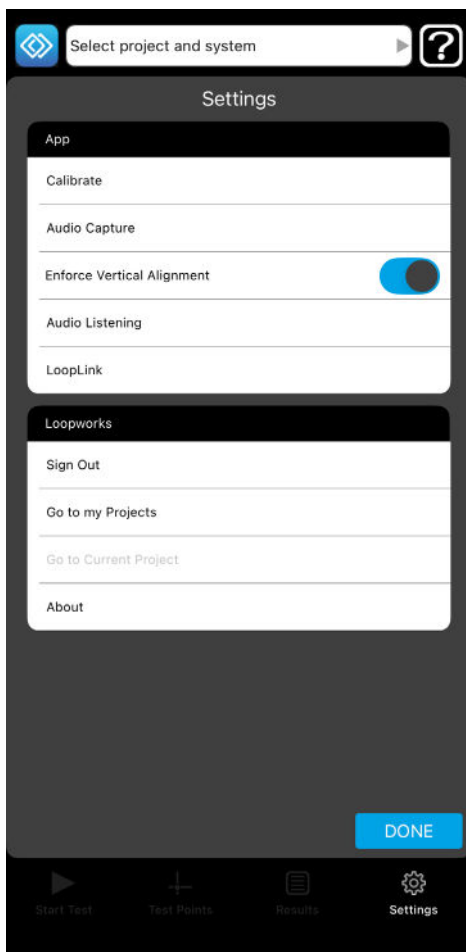 Select project and system
?
Settings
App
Calibrate
Audio Capture
Enforce Vertical Alignment
Audio Listening
LoopLink
Loopworks
Sign Out
Go to my Projects
Go to Current Project
About
DONE
Start Test
Test Points
Results
Settings